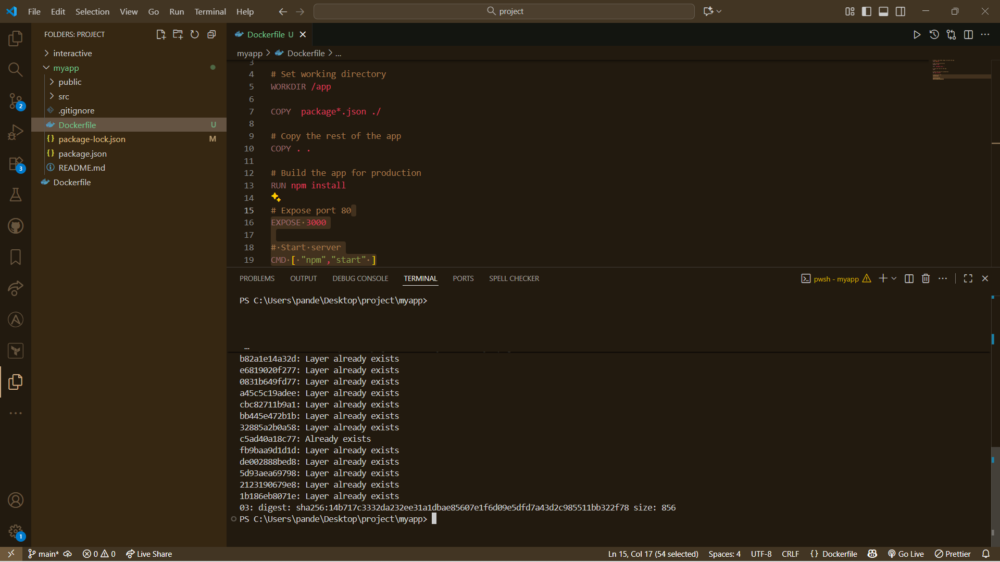 File Edit Selection View Go Run Terminal Help
project
FOLDERS: PROJECT
interactive
myapp
public
src
.gitignore
Dockerfile U
package-lock.json M
package.json
README.md
Dockerfile
2
3
1
Dockerfile U
myapp > Dockerfile > ...
3
4 # Set working directory
5 WORKDIR /app
6
7 COPY  package*.json ./
8
9 # Copy the rest of the app
10 COPY . .
11
12 # Build the app for production
13 RUN npm install
14
15 # Expose port 80
16 EXPOSE·3000
17
18 #·Start·server
19 CMD·[·"npm","start"·]
PROBLEMS OUTPUT DEBUG CONSOLE TERMINAL PORTS SPELL CHECKER
pwsh - myapp
PS C:\Users\pande\Desktop\project\myapp>
…
b82a1e14a32d: Layer already exists
e6819020f277: Layer already exists
0831b649fd77: Layer already exists
a45c5c19adee: Layer already exists
cbc82711b9a1: Layer already exists
bb445e472b1b: Layer already exists
32885a2b0a58: Layer already exists
c5ad40a18c77: Already exists
fb9baa9d1d1d: Layer already exists
de002888bed8: Layer already exists
5d93aea69798: Layer already exists
2123190679e8: Layer already exists
1b186eb8071e: Layer already exists
03: digest: sha256:14b717c3332da232ee31a1dbae85607e1f6d09e5dfd7a43d2c985511bb322f78 size: 856
PS C:\Users\pande\Desktop\project\myapp>
main* 0 0 Live Share
Ln 15, Col 17 (54 selected) Spaces: 4 UTF-8 CRLF {} Dockerfile Go Live Prettier